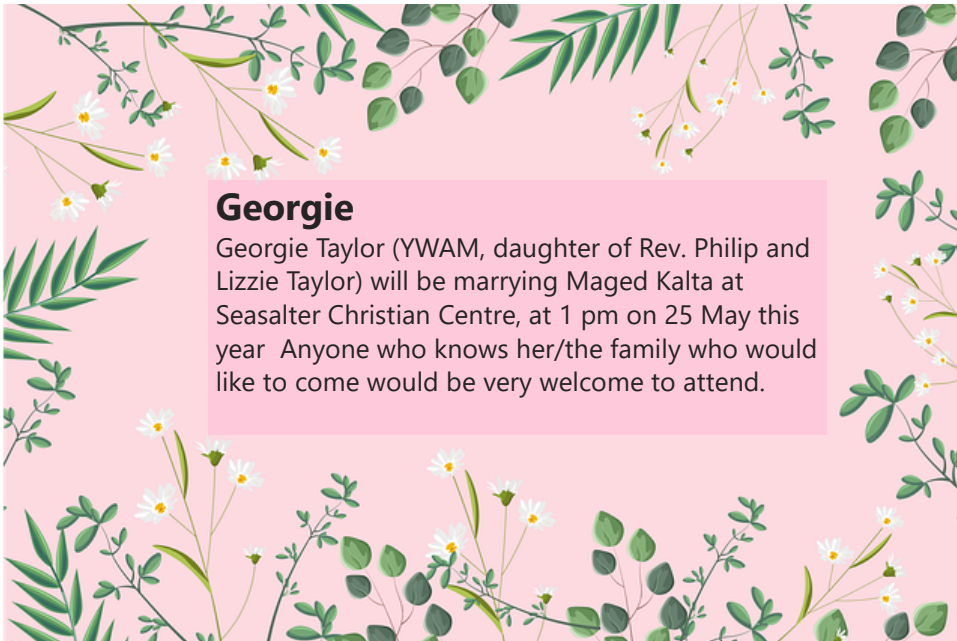 Georgie
Georgie Taylor (YWAM, daughter of Rev. Philip and
Lizzie Taylor) will be marrying Maged Kalta at
Seasalter Christian Centre, at 1 pm on 25 May this
year  Anyone who knows her/the family who would
like to come would be very welcome to attend.